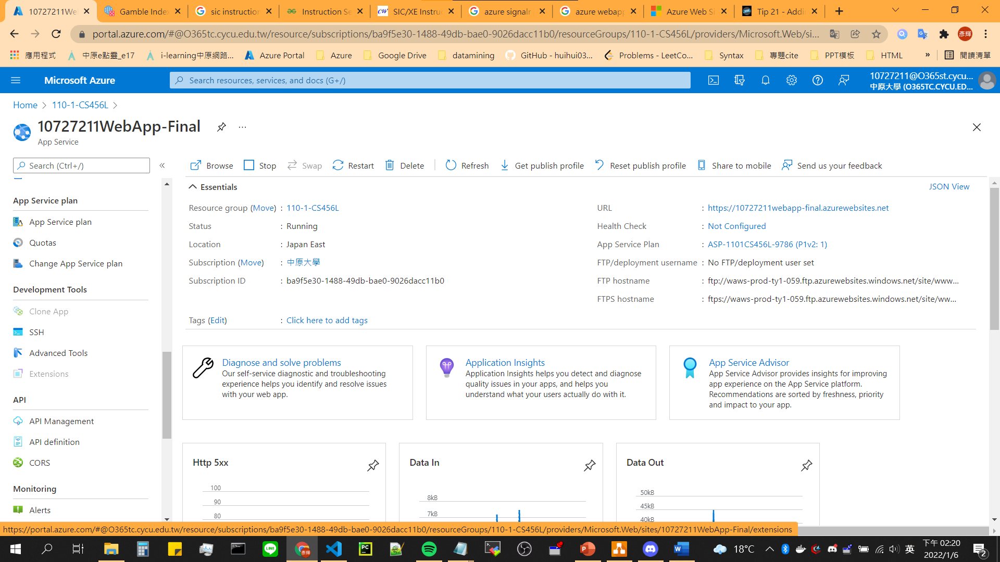 10727211We
Gamble Inde
sic instruction
Instruction Se
SIC/XE Instruc
azure signalr
azure webapp
Azure Web Si
Tip 21 - Addi
portal.azure.com/#@O365tc.cycu.edu.tw/resource/subscriptions/ba9f5e30-1488-49db-bae0-9026dacc11b0/resourceGroups/110-1-CS456L/providers/Microsoft.Web/si...
彥輝
應用程式
中原e點靈_e17
i-learning中原網路...
Azure Portal
Azure
Google Drive
datamining
GitHub - huihui03...
Problems - LeetCo...
Syntax
專題cite
PPT模板
HTML
»
閱讀清單
Microsoft Azure
Search resources, services, and docs (G+/)
10727211@O365st.cycu...
中原大學 (O365TC.CYCU.ED...
Home > 110-1-CS456L >
10727211WebApp-Final
App Service
Search (Ctrl+/)
«
Browse
Stop
Swap
Restart
Delete
Refresh
Get publish profile
Reset publish profile
Share to mobile
Send us your feedback
App Service plan
App Service plan
Quotas
Change App Service plan
Development Tools
Clone App
SSH
Advanced Tools
Extensions
API
API Management
API definition
CORS
Monitoring
Alerts
Essentials
JSON View
Resource group (Move) : 110-1-CS456L
Status : Running
Location : Japan East
Subscription (Move) : 中原大學
Subscription ID : ba9f5e30-1488-49db-bae0-9026dacc11b0
URL : https://10727211webapp-final.azurewebsites.net
Health Check : Not Configured
App Service Plan : ASP-1101CS456L-9786 (P1v2: 1)
FTP/deployment username : No FTP/deployment user set
FTP hostname : ftp://waws-prod-ty1-059.ftp.azurewebsites.windows.net/site/www...
FTPS hostname : ftps://waws-prod-ty1-059.ftp.azurewebsites.windows.net/site/ww...
Tags (Edit) : Click here to add tags
Diagnose and solve problems
Our self-service diagnostic and troubleshooting
experience helps you identify and resolve issues
with your web app.
Application Insights
Application Insights helps you detect and diagnose
quality issues in your apps, and helps you
understand what your users actually do with it.
App Service Advisor
App Service Advisor provides insights for improving
app experience on the App Service platform.
Recommendations are sorted by freshness, priority
and impact to your app.
Http 5xx
100
90
80
Data In
8kB
7kB
Data Out
50kB
45kB
40kB
https://portal.azure.com/#@O365tc.cycu.edu.tw/resource/subscriptions/ba9f5e30-1488-49db-bae0-9026dacc11b0/resourceGroups/110-1-CS456L/providers/Microsoft.Web/sites/10727211WebApp-Final/extensions
18°C
英
下午 02:20
2022/1/6
2